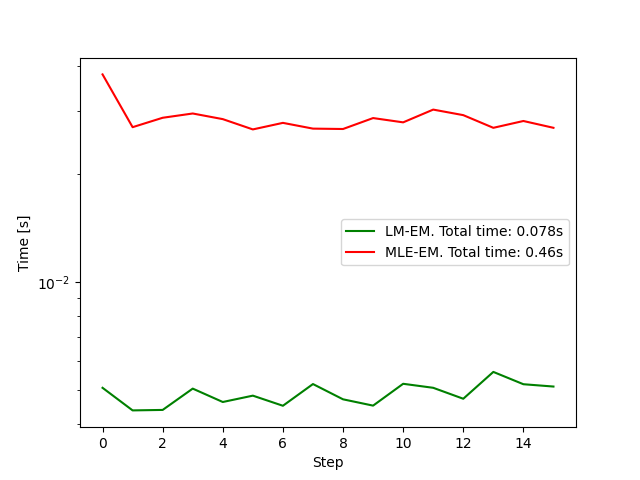 Time [s]
10⁻²
LM-EM. Total time: 0.078s
MLE-EM. Total time: 0.46s
0 2 4 6 8 10 12 14
Step